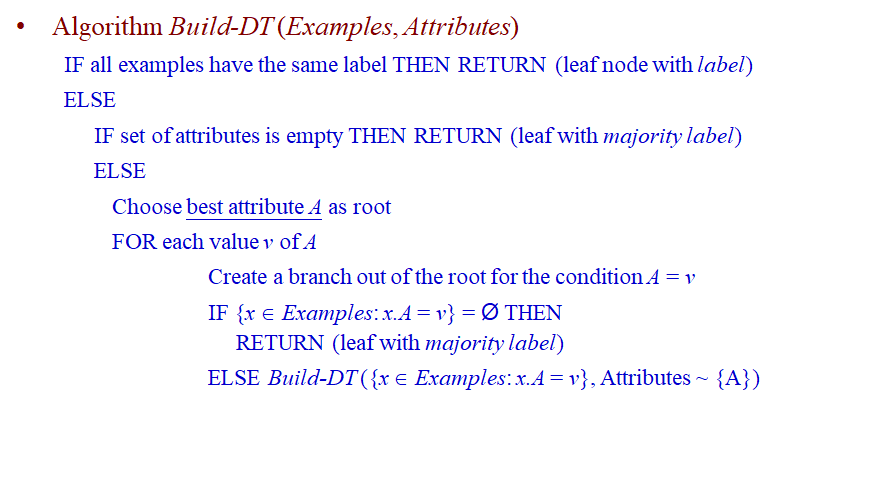 • Algorithm Build-DT (Examples, Attributes)
IF all examples have the same label THEN RETURN (leaf node with label)
ELSE
IF set of attributes is empty THEN RETURN (leaf with majority label)
ELSE
Choose best attribute A as root
FOR each value v of A
Create a branch out of the root for the condition A = v
IF {x ∈ Examples: x.A = v} = Ø THEN
RETURN (leaf with majority label)
ELSE Build-DT ({x ∈ Examples: x.A = v}, Attributes ~ {A})